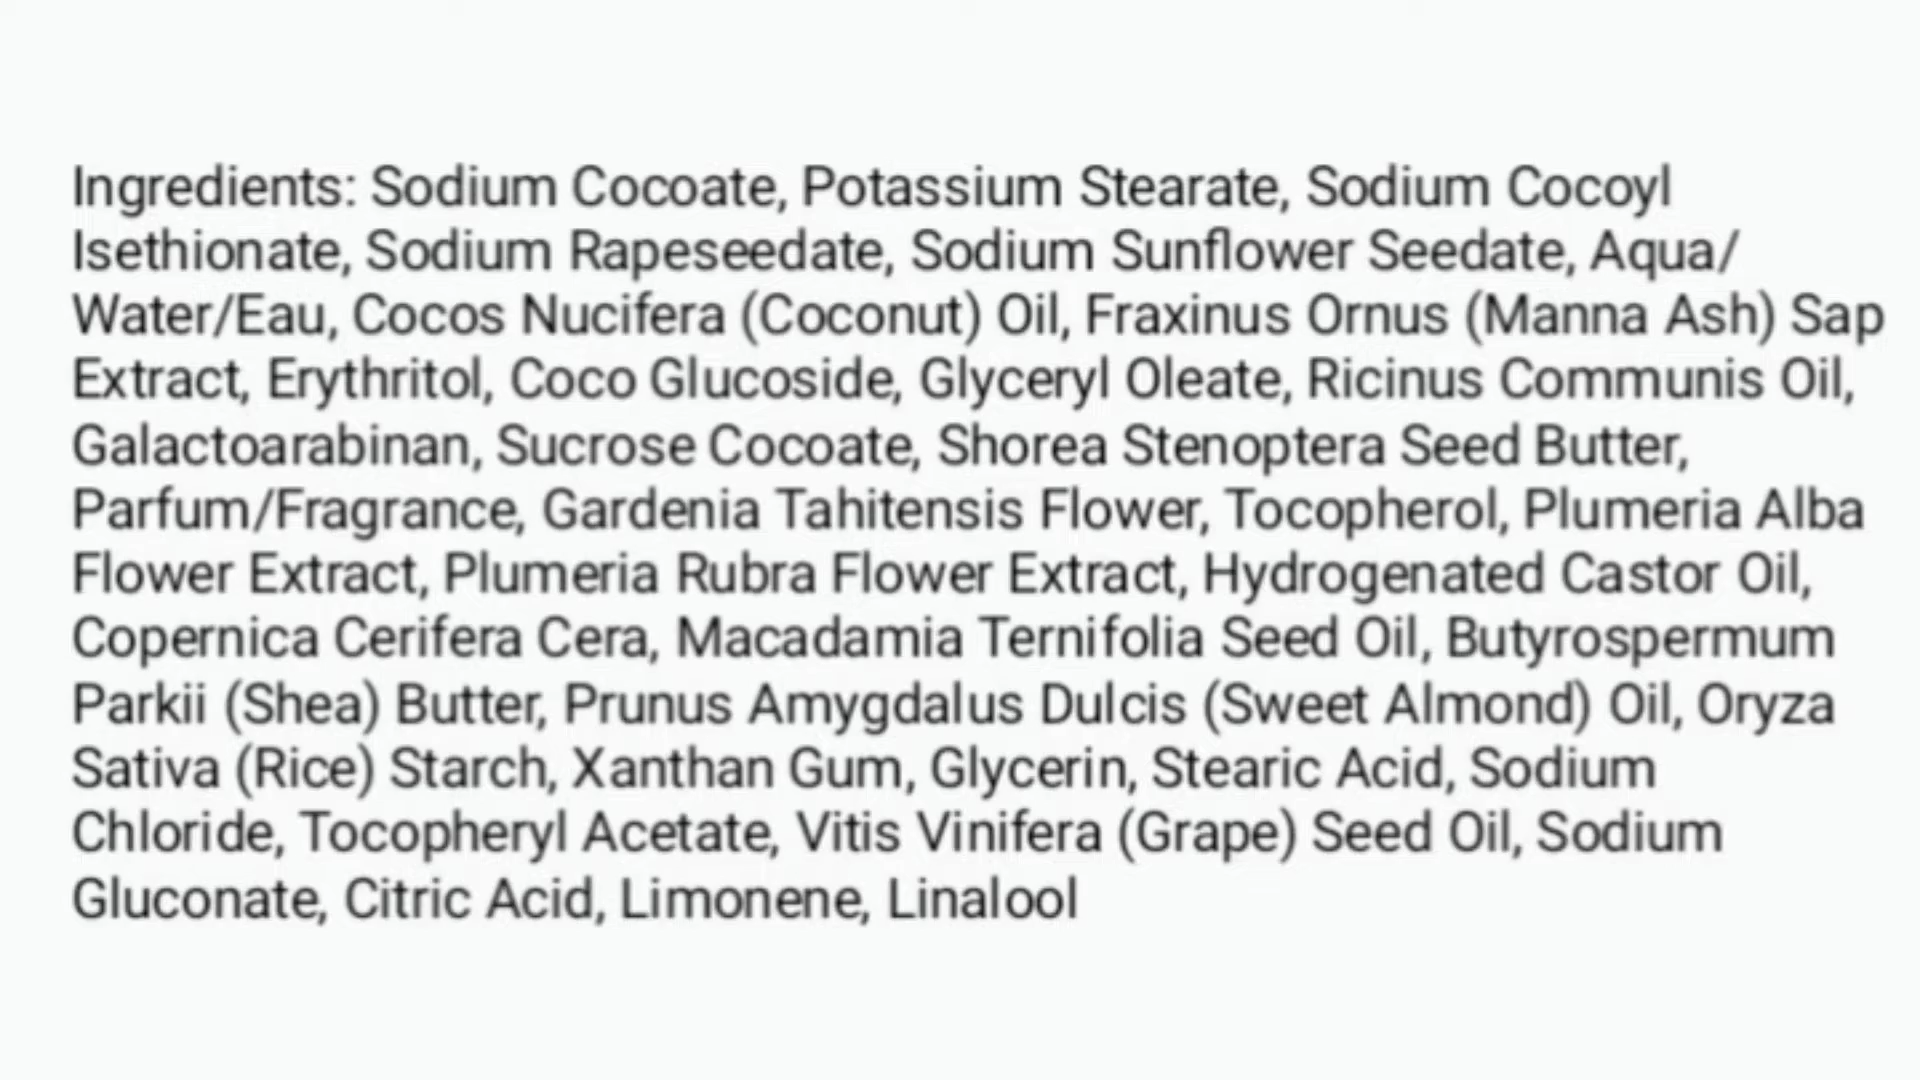 Ingredients: Sodium Cocoate, Potassium Stearate, Sodium Cocoyl
Isethionate, Sodium Rapeseedate, Sodium Sunflower Seedate, Aqua/
Water/Eau, Cocos Nucifera (Coconut) Oil, Fraxinus Ornus (Manna Ash) Sap
Extract, Erythritol, Coco Glucoside, Glyceryl Oleate, Ricinus Communis Oil,
Galactoarabinan, Sucrose Cocoate, Shorea Stenoptera Seed Butter,
Parfum/Fragrance, Gardenia Tahitensis Flower, Tocopherol, Plumeria Alba
Flower Extract, Plumeria Rubra Flower Extract, Hydrogenated Castor Oil,
Copernica Cerifera Cera, Macadamia Ternifolia Seed Oil, Butyrospermum
Parkii (Shea) Butter, Prunus Amygdalus Dulcis (Sweet Almond) Oil, Oryza
Sativa (Rice) Starch, Xanthan Gum, Glycerin, Stearic Acid, Sodium
Chloride, Tocopheryl Acetate, Vitis Vinifera (Grape) Seed Oil, Sodium
Gluconate, Citric Acid, Limonene, Linalool